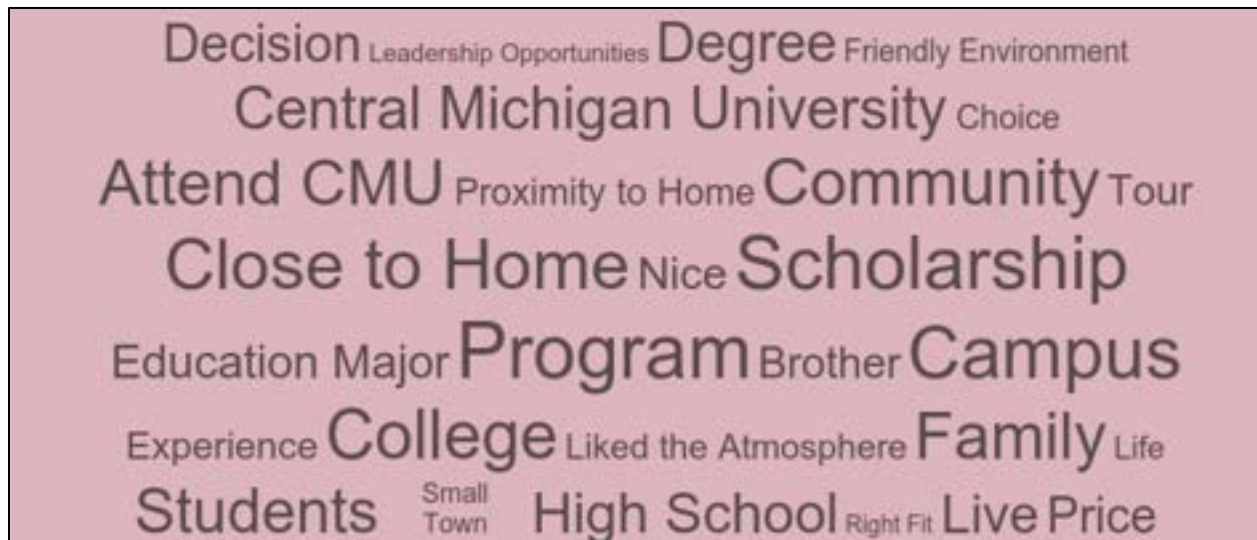 Decision Leadership Opportunities Degree Friendly Environment
Central Michigan University Choice
Attend CMU Proximity to Home Community Tour
Close to Home Nice Scholarship
Education Major Program Brother Campus
Experience College Liked the Atmosphere Family Life
Students Small Town High School Right Fit Live Price